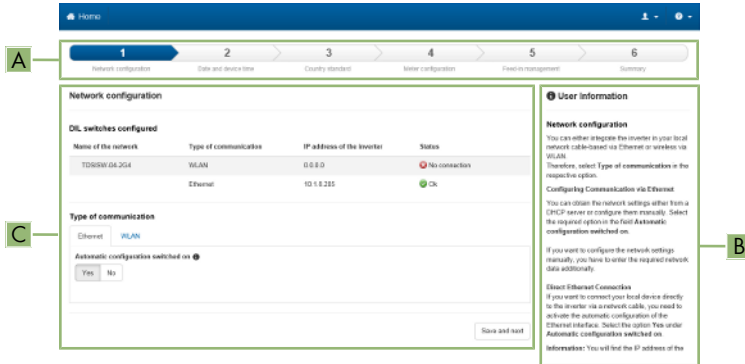 Home
1 2 3 4 5 6
Network configuration Date and device time Country standard Meter configuration Feed-in management Summary
A
Network configuration
DIL switches configured
Name of the network Type of communication IP address of the inverter Status
WLAN 0.0.0.0 No connection
Ethernet 10.1.8.285 Ok
Type of communication
Ethernet WLAN
Automatic configuration switched on
Yes No
Save and next
C
User Information
Network configuration
You can either integrate the inverter in your local
network cable-based via Ethernet or wireless via
WLAN
Therefore, select Type of communication in the
respective option.
Configuring Communication via Ethernet
You can obtain the network settings either from a
DHCP server or configure them manually. Select
the required option in the field Automatic
configuration switched on.
If you want to configure the network settings
manually, you have to enter the required network
data additionally.
Direct Ethernet Connection
If you want to connect your local device directly
to the inverter via a network cable, you need to
activate the automatic configuration of the
Ethernet interface. Select the option Yes under
Automatic configuration switched on.
Information: You will find the IP address of the
B